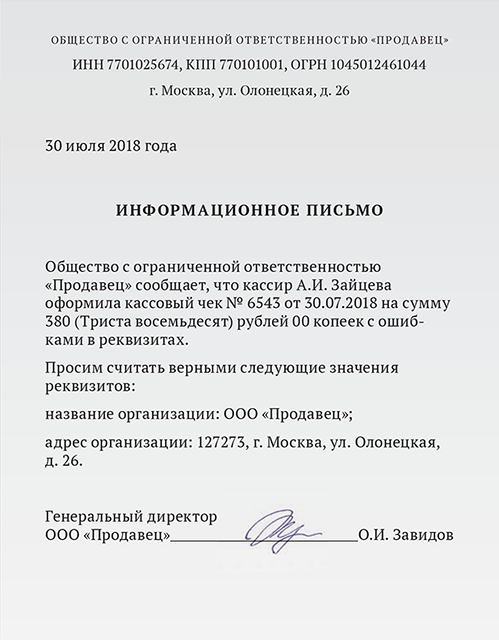 ОБЩЕСТВО С ОГРАНИЧЕННОЙ ОТВЕТСТВЕННОСТЬЮ «ПРОДАВЕЦ»
ИНН 7701025674, КПП 770101001, ОГРН 1045012461044
г. Москва, ул. Олонецкая, д. 26
30 июля 2018 года
ИНФОРМАЦИОННОЕ ПИСЬМО
Общество с ограниченной ответственностью
«Продавец» сообщает, что кассир А.И. Зайцева
оформила кассовый чек № 6543 от 30.07.2018 на сумму
380 (Триста восемьдесят) рублей 00 копеек с ошиб-
ками в реквизитах.
Просим считать верными следующие значения
реквизитов:
название организации: ООО «Продавец»;
адрес организации: 127273, г. Москва, ул. Олонецкая,
д. 26.
Генеральный директор
ООО «Продавец»______________________О.И. Завидов